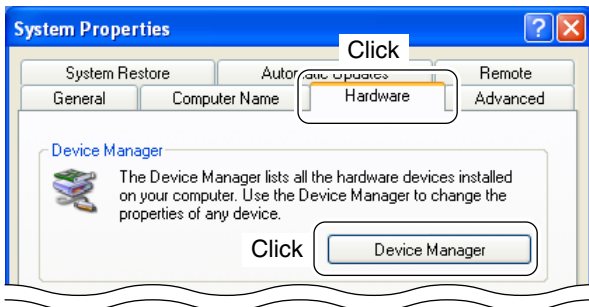 System Properties
Click
System Restore Automatic Updates Remote
General Computer Name Hardware Advanced
Device Manager
The Device Manager lists all the hardware devices installed
on your computer. Use the Device Manager to change the
properties of any device.
Click Device Manager